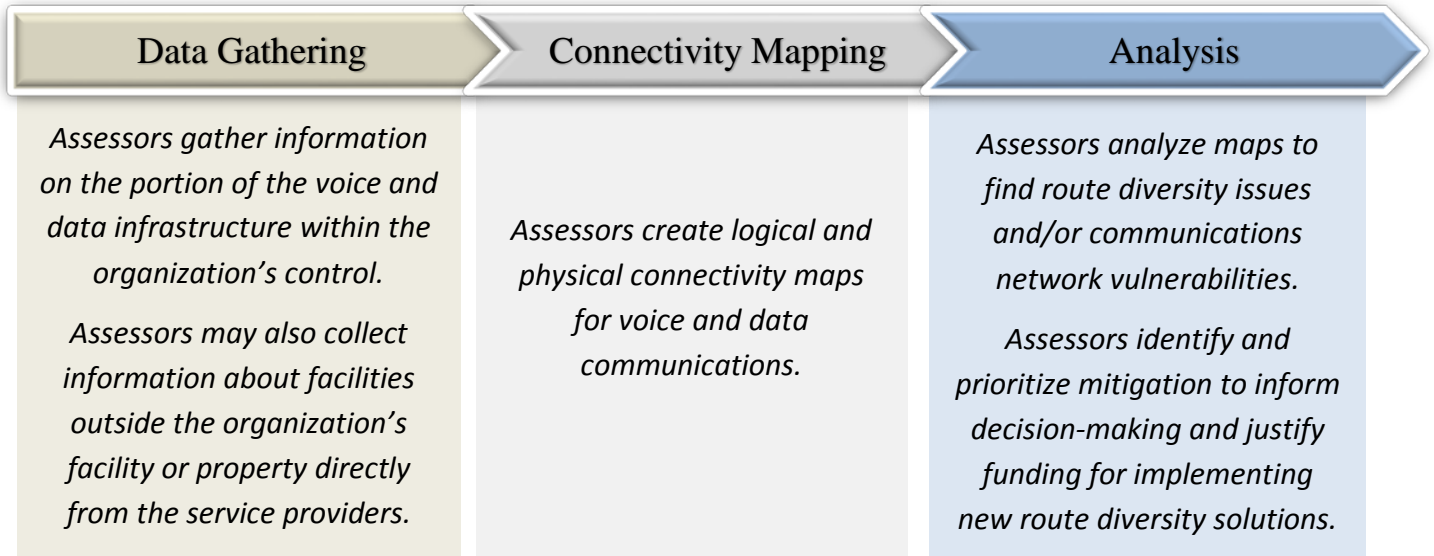 Data Gathering
Assessors gather information
on the portion of the voice and
data infrastructure within the
organization’s control.
Assessors may also collect
information about facilities
outside the organization’s
facility or property directly
from the service providers.
Connectivity Mapping
Assessors create logical and
physical connectivity maps
for voice and data
communications.
Analysis
Assessors analyze maps to
find route diversity issues
and/or communications
network vulnerabilities.
Assessors identify and
prioritize mitigation to inform
decision-making and justify
funding for implementing
new route diversity solutions.